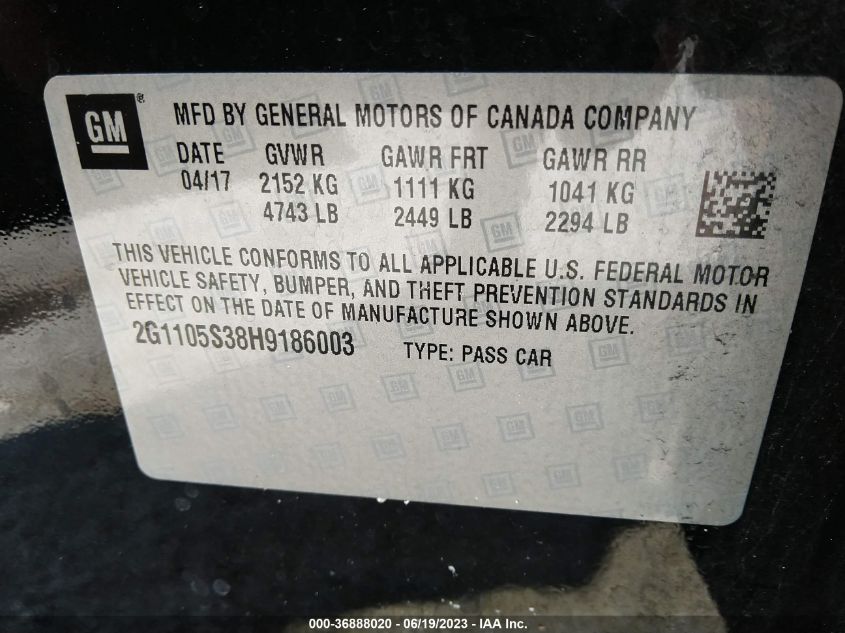 GM ® MFD BY GENERAL MOTORS OF CANADA COMPANY
DATE GVWR GAWR FRT GAWR RR
04/17 2152 KG 1111 KG 1041 KG
4743 LB 2449 LB 2294 LB
THIS VEHICLE CONFORMS TO ALL APPLICABLE U.S. FEDERAL MOTOR
VEHICLE SAFETY, BUMPER, AND THEFT PREVENTION STANDARDS IN
EFFECT ON THE DATE OF MANUFACTURE SHOWN ABOVE.
2G1105S38H9186003 TYPE: PASS CAR
000-36888020 - 06/19/2023 - IAA Inc.